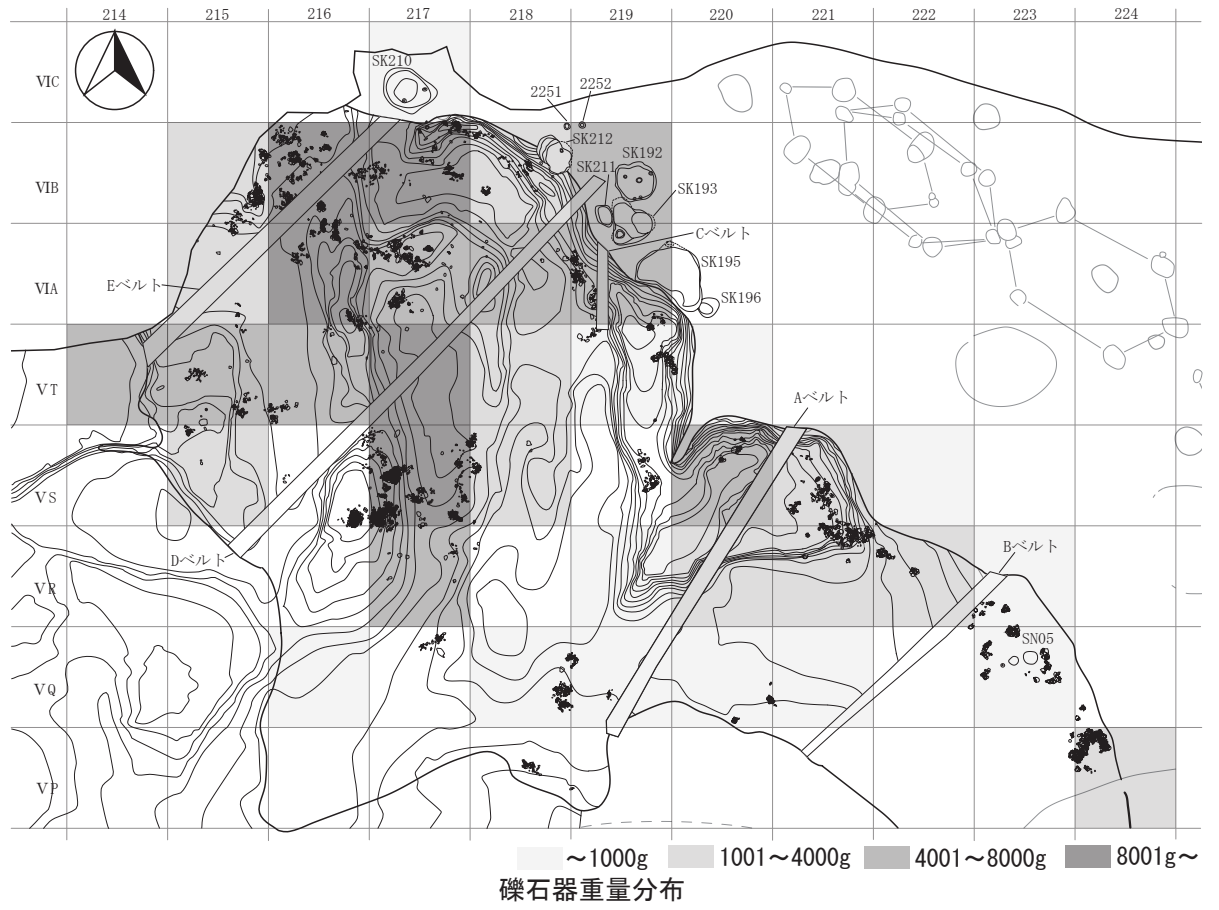 214 215 216 217 218 219 220 221 222 223 224
ⅥC
SK210
2251
2252
SK212
SK211
SK192
ⅥB
SK193
Cベルト
SK195
ⅥA
Eベルト
SK196
ⅤT
Aベルト
ⅤS
Dベルト
Bベルト
ⅤR
SN05
ⅤQ
ⅤP
～1000g 1001～4000g 4001～8000g 8001g～
礫石器重量分布